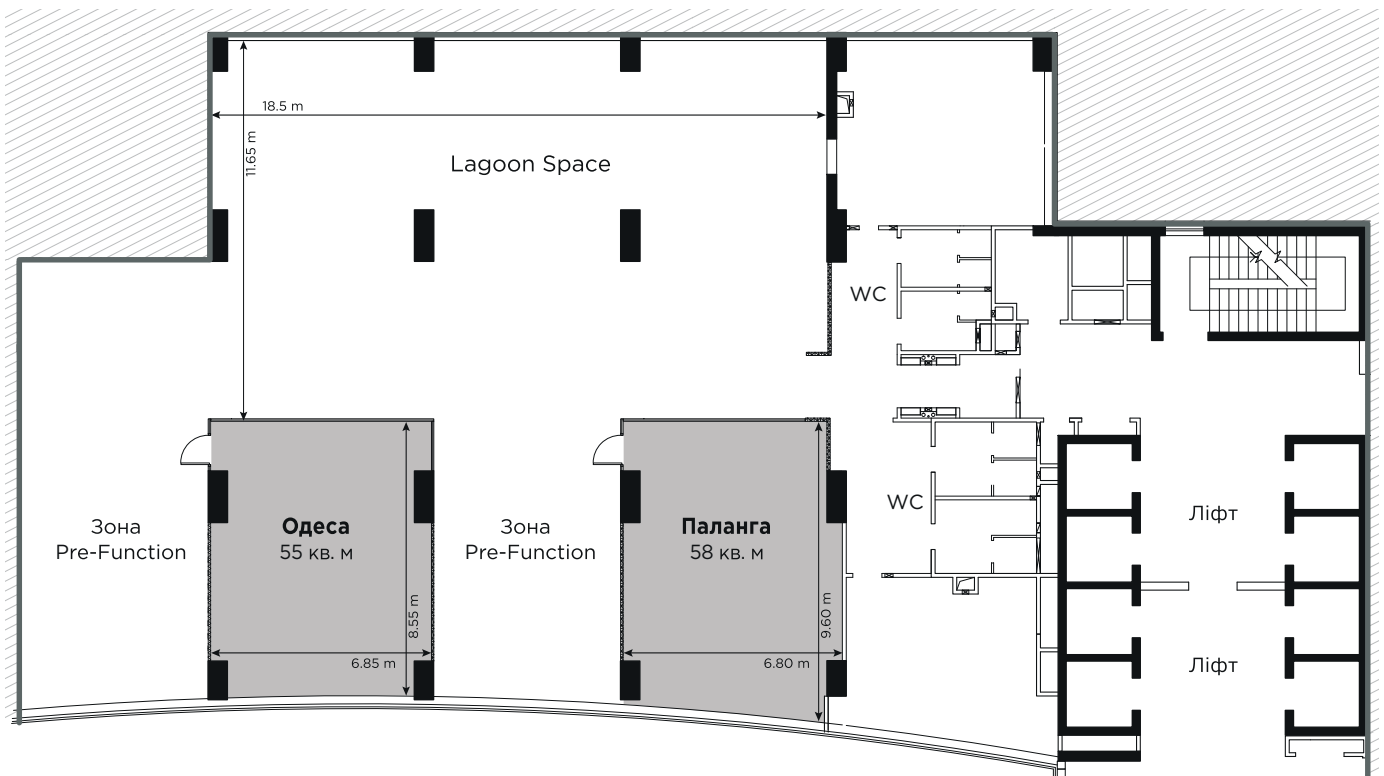 18.5 m
11.65 m
Lagoon Space
WC
WC
Зона
Pre-Function
Одеса
55 кв. м
Зона
Pre-Function
Паланга
58 кв. м
Ліфт
8.55 m
9.60 m
6.85 m
6.80 m
Ліфт